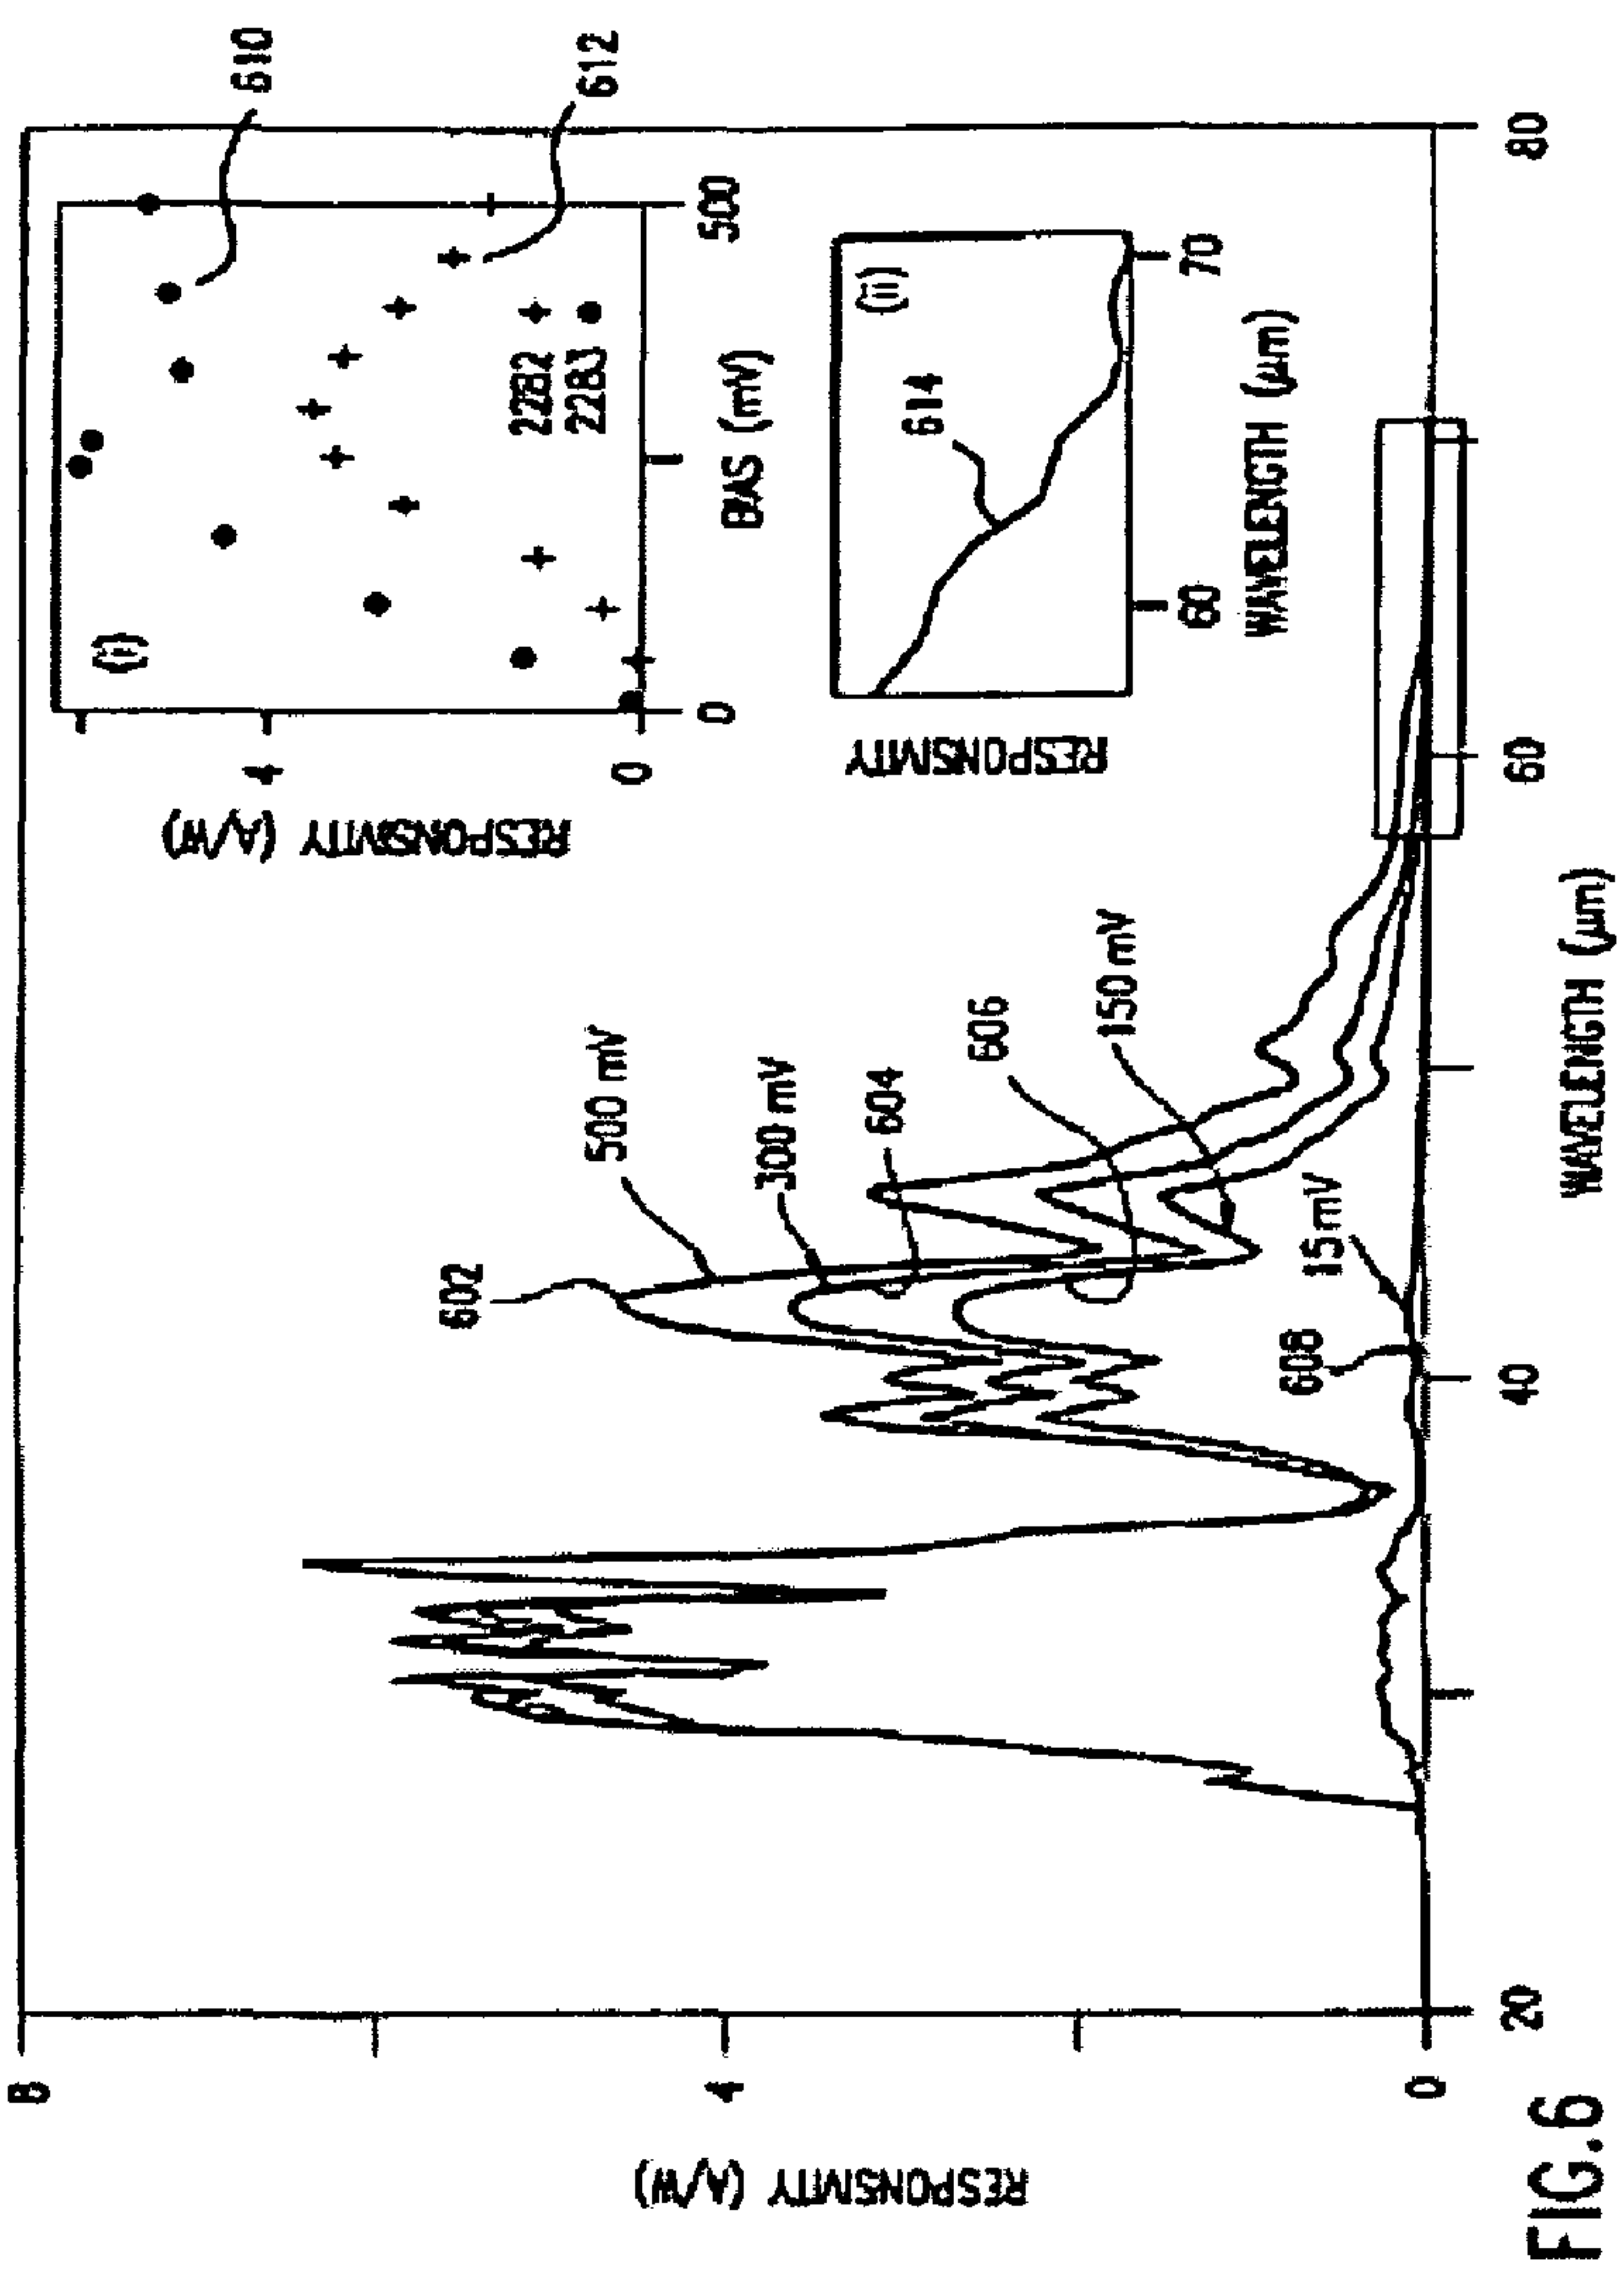 8
4
0
RESPONSIVITY (A/W)
20
40
60
80
WAVELENGTH (μm)
602
500 mV
300 mV
604
606
150 mV
15 mV
608
(i)
4
0
RESPONSIVITY (A/W)
2282
2283
0
500
BIAS (mV)
610
612
(ii)
614
RESPONSIVITY
60
70
WAVELENGTH (μm)
FIG.6